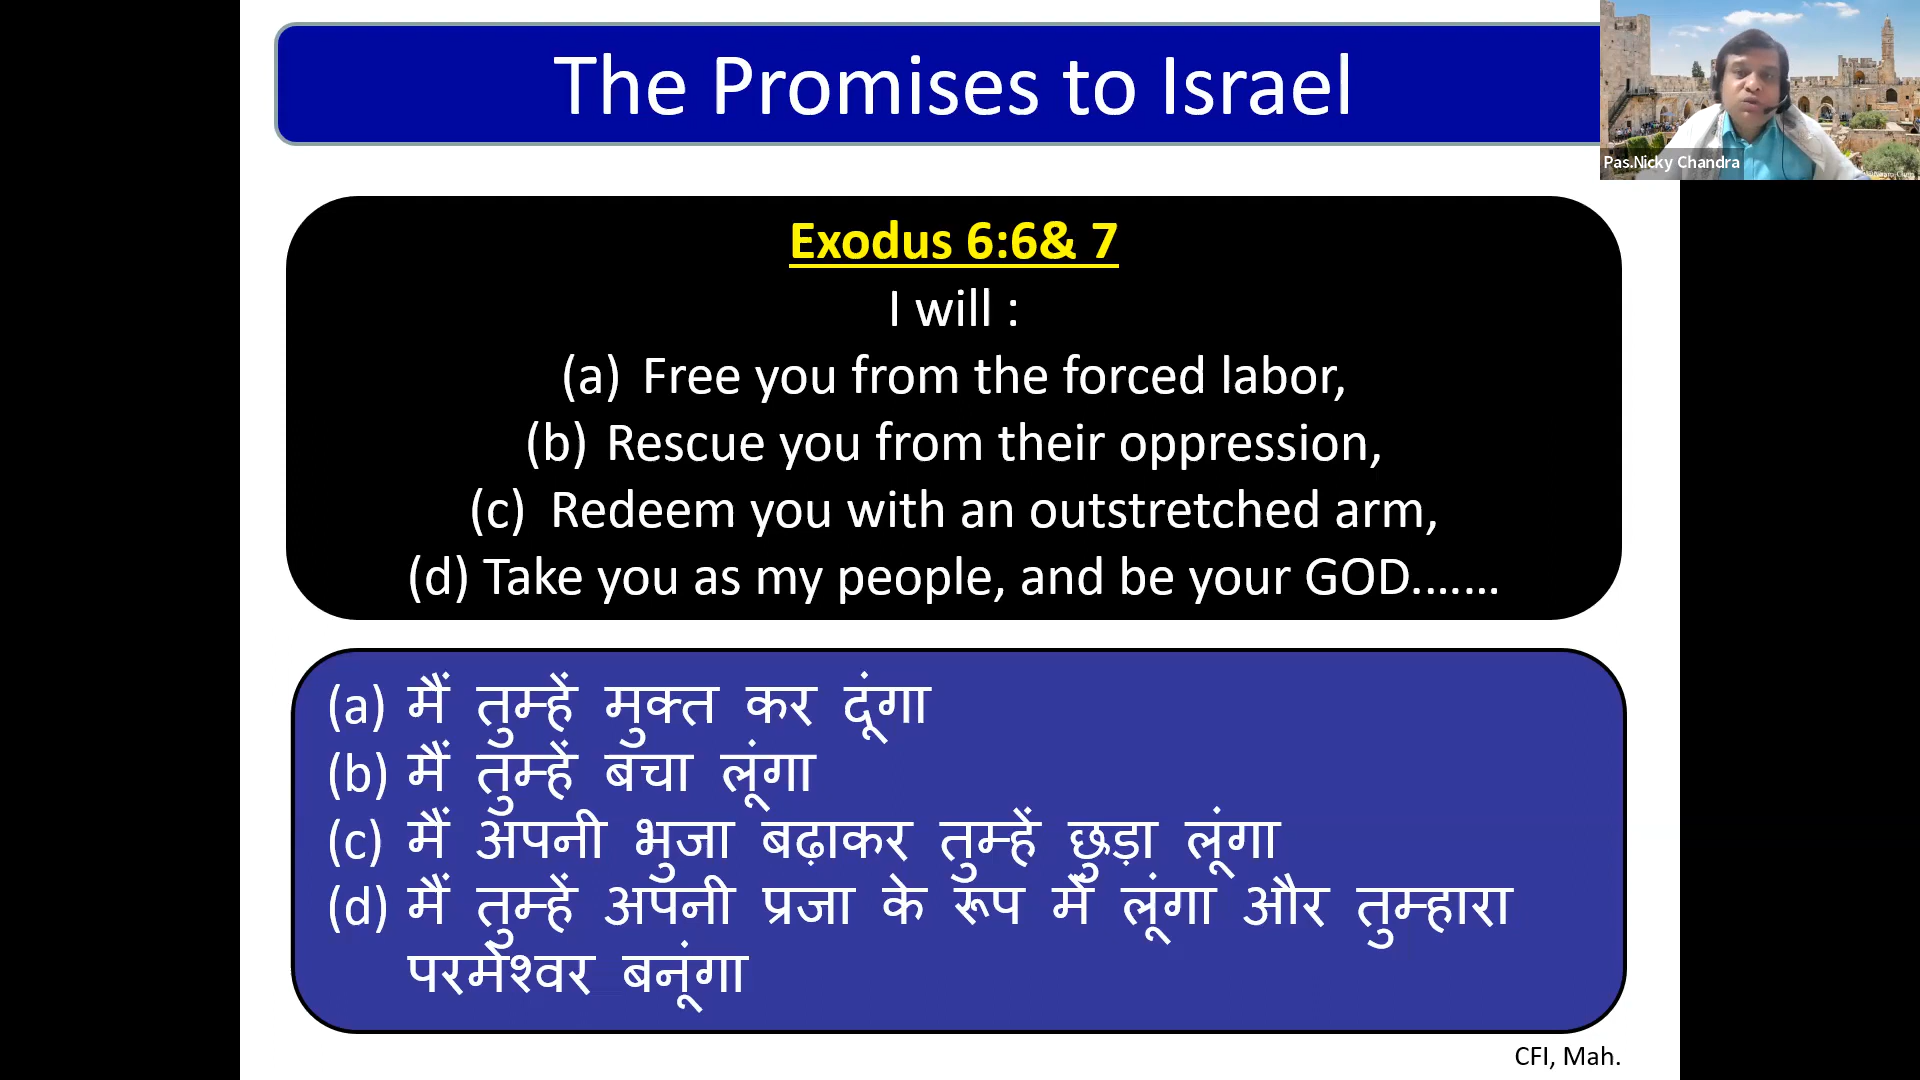 The Promises to Israel
Pas.Nicky Chandra
Exodus 6:6& 7
I will :
(a) Free you from the forced labor,
(b) Rescue you from their oppression,
(c) Redeem you with an outstretched arm,
(d) Take you as my people, and be your GOD.......
(a) मैं तुम्हें मुक्त कर दूंगा
(b) मैं तुम्हें बचा लूंगा
(c) मैं अपनी भुजा बढ़ाकर तुम्हें छुड़ा लूंगा
(d) मैं तुम्हें अपनी प्रजा के रूप में लूंगा और तुम्हारा
परमेश्वर बनूंगा
CFI, Mah.